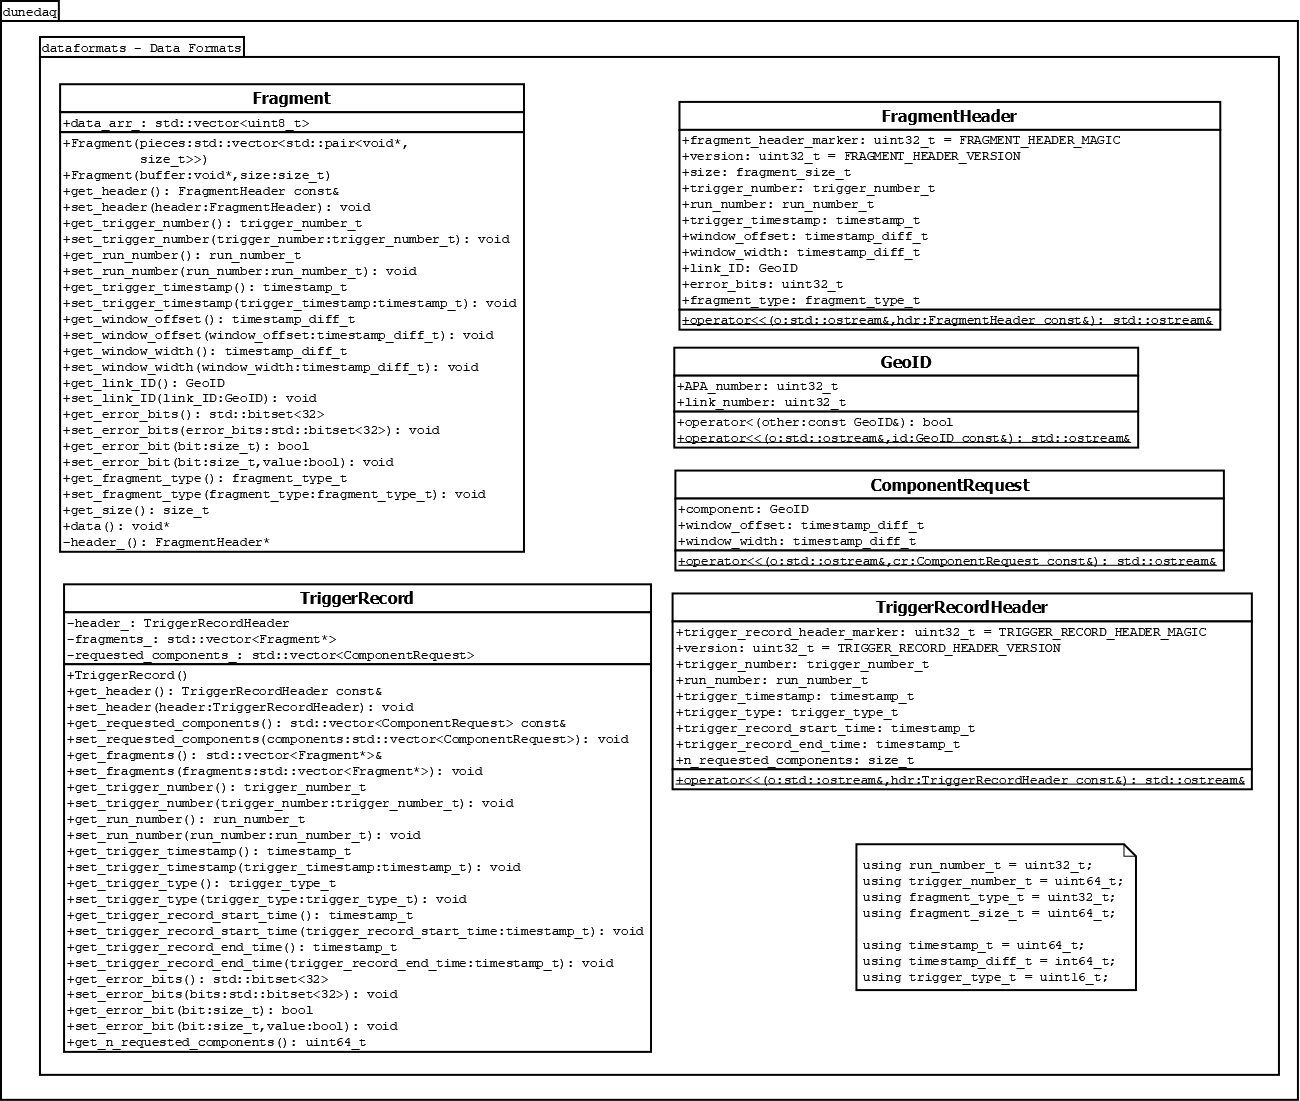 dunedaq
dataformats - Data Formats
Fragment
+data_arr_: std::vector<uint8_t>
+Fragment(pieces:std::vector<std::pair<void*,
size_t>>)
+Fragment(buffer:void*,size:size_t)
+get_header(): FragmentHeader const&
+set_header(header:FragmentHeader): void
+get_trigger_number(): trigger_number_t
+set_trigger_number(trigger_number:trigger_number_t): void
+get_run_number(): run_number_t
+set_run_number(run_number:run_number_t): void
+get_trigger_timestamp(): timestamp_t
+set_trigger_timestamp(trigger_timestamp:timestamp_t): void
+get_window_offset(): timestamp_diff_t
+set_window_offset(window_offset:timestamp_diff_t): void
+get_window_width(): timestamp_diff_t
+set_window_width(window_width:timestamp_diff_t): void
+get_link_ID(): GeoID
+set_link_ID(link_ID:GeoID): void
+get_error_bits(): std::bitset<32>
+set_error_bits(error_bits:std::bitset<32>): void
+get_error_bit(bit:size_t): bool
+set_error_bit(bit:size_t,value:bool): void
+get_fragment_type(): fragment_type_t
+set_fragment_type(fragment_type:fragment_type_t): void
+get_size(): size_t
+data(): void*
-header_(): FragmentHeader*
TriggerRecord
-header_: TriggerRecordHeader
-fragments_: std::vector<Fragment*>
-requested_components_: std::vector<ComponentRequest>
+TriggerRecord()
+get_header(): TriggerRecordHeader const&
+set_header(header:TriggerRecordHeader): void
+get_requested_components(): std::vector<ComponentRequest> const&
+set_requested_components(components:std::vector<ComponentRequest>): void
+get_fragments(): std::vector<Fragment*>&
+set_fragments(fragments:std::vector<Fragment*>): void
+get_trigger_number(): trigger_number_t
+set_trigger_number(trigger_number:trigger_number_t): void
+get_run_number(): run_number_t
+set_run_number(run_number:run_number_t): void
+get_trigger_timestamp(): timestamp_t
+set_trigger_timestamp(trigger_timestamp:timestamp_t): void
+get_trigger_type(): trigger_type_t
+set_trigger_type(trigger_type:trigger_type_t): void
+get_trigger_record_start_time(): timestamp_t
+set_trigger_record_start_time(trigger_record_start_time:timestamp_t): void
+get_trigger_record_end_time(): timestamp_t
+set_trigger_record_end_time(trigger_record_end_time:timestamp_t): void
+get_error_bits(): std::bitset<32>
+set_error_bits(bits:std::bitset<32>): void
+get_error_bit(bit:size_t): bool
+set_error_bit(bit:size_t,value:bool): void
+get_n_requested_components(): uint64_t
FragmentHeader
+fragment_header_marker: uint32_t = FRAGMENT_HEADER_MAGIC
+version: uint32_t = FRAGMENT_HEADER_VERSION
+size: fragment_size_t
+trigger_number: trigger_number_t
+run_number: run_number_t
+trigger_timestamp: timestamp_t
+window_offset: timestamp_diff_t
+window_width: timestamp_diff_t
+link_ID: GeoID
+error_bits: uint32_t
+fragment_type: fragment_type_t
+operator<<(o:std::ostream&,hdr:FragmentHeader const&): std::ostream&
GeoID
+APA_number: uint32_t
+link_number: uint32_t
+operator<(other:const GeoID&): bool
+operator<<(o:std::ostream&,id:GeoID const&): std::ostream&
ComponentRequest
+component: GeoID
+window_offset: timestamp_diff_t
+window_width: timestamp_diff_t
+operator<<(o:std::ostream&,cr:ComponentRequest const&): std::ostream&
TriggerRecordHeader
+trigger_record_header_marker: uint32_t = TRIGGER_RECORD_HEADER_MAGIC
+version: uint32_t = TRIGGER_RECORD_HEADER_VERSION
+trigger_number: trigger_number_t
+run_number: run_number_t
+trigger_timestamp: timestamp_t
+trigger_type: trigger_type_t
+trigger_record_start_time: timestamp_t
+trigger_record_end_time: timestamp_t
+n_requested_components: size_t
+operator<<(o:std::ostream&,hdr:TriggerRecordHeader const&): std::ostream&
using run_number_t = uint32_t;
using trigger_number_t = uint64_t;
using fragment_type_t = uint32_t;
using fragment_size_t = uint64_t;
using timestamp_t = uint64_t;
using timestamp_diff_t = int64_t;
using trigger_type_t = uint16_t;